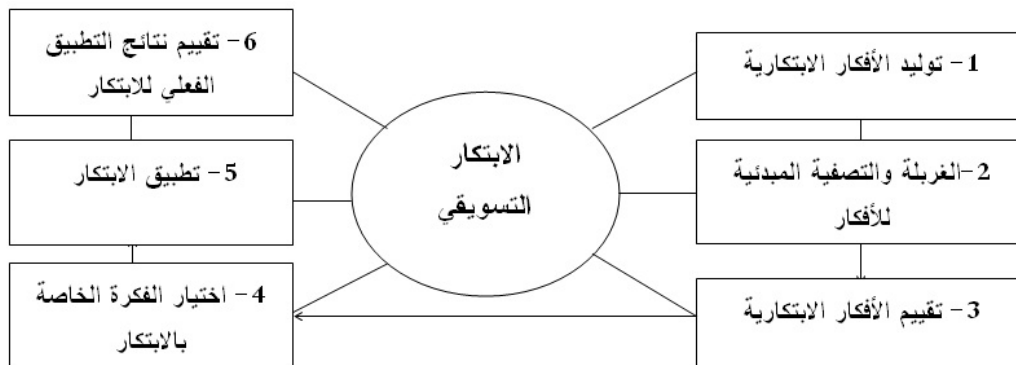 1- توليد الأفكار الابتكارية
2-الغربلة والتصفية المبدئية
للأفكار
3- تقييم الأفكار الابتكارية
4- اختيار الفكرة الخاصة
بالابتكار
5- تطبيق الابتكار
6- تقييم نتائج التطبيق
الفعلي للابتكار
الابتكار
التسويقي